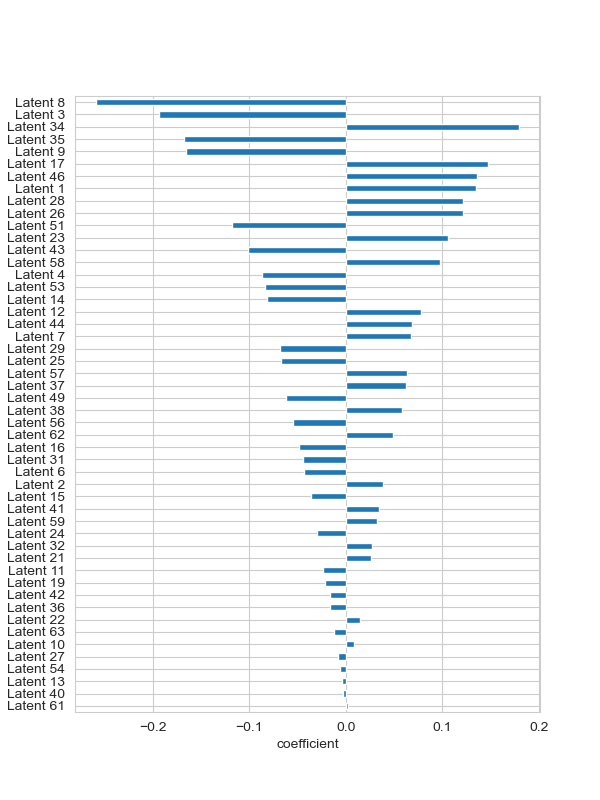 Latent 8
Latent 3
Latent 34
Latent 35
Latent 9
Latent 17
Latent 46
Latent 1
Latent 28
Latent 26
Latent 51
Latent 23
Latent 43
Latent 58
Latent 4
Latent 53
Latent 14
Latent 12
Latent 44
Latent 7
Latent 29
Latent 25
Latent 57
Latent 37
Latent 49
Latent 38
Latent 56
Latent 62
Latent 16
Latent 31
Latent 6
Latent 2
Latent 15
Latent 41
Latent 59
Latent 24
Latent 32
Latent 21
Latent 11
Latent 19
Latent 42
Latent 36
Latent 22
Latent 63
Latent 10
Latent 27
Latent 54
Latent 13
Latent 40
Latent 61
−0.2 −0.1 0.0 0.1 0.2
coefficient